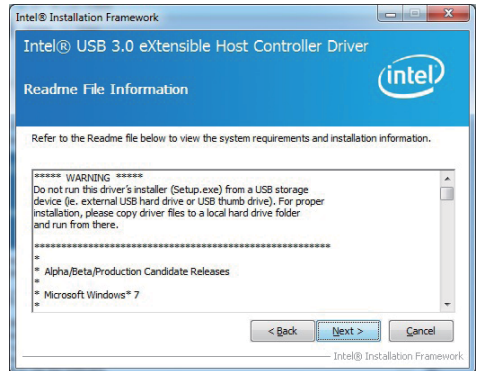 Intel® Installation Framework
Intel® USB 3.0 eXtensible Host Controller Driver
Readme File Information
intel
Refer to the Readme file below to view the system requirements and installation information.
***** WARNING *****
Do not run this driver's installer (Setup.exe) from a USB storage
device (ie. external USB hard drive or USB thumb drive). For proper
installation, please copy driver files to a local hard drive folder
and run from there.
********************************************************
*
* Alpha/Beta/Production Candidate Releases
*
* Microsoft Windows* 7
*
< Back Next > Cancel
Intel® Installation Framework